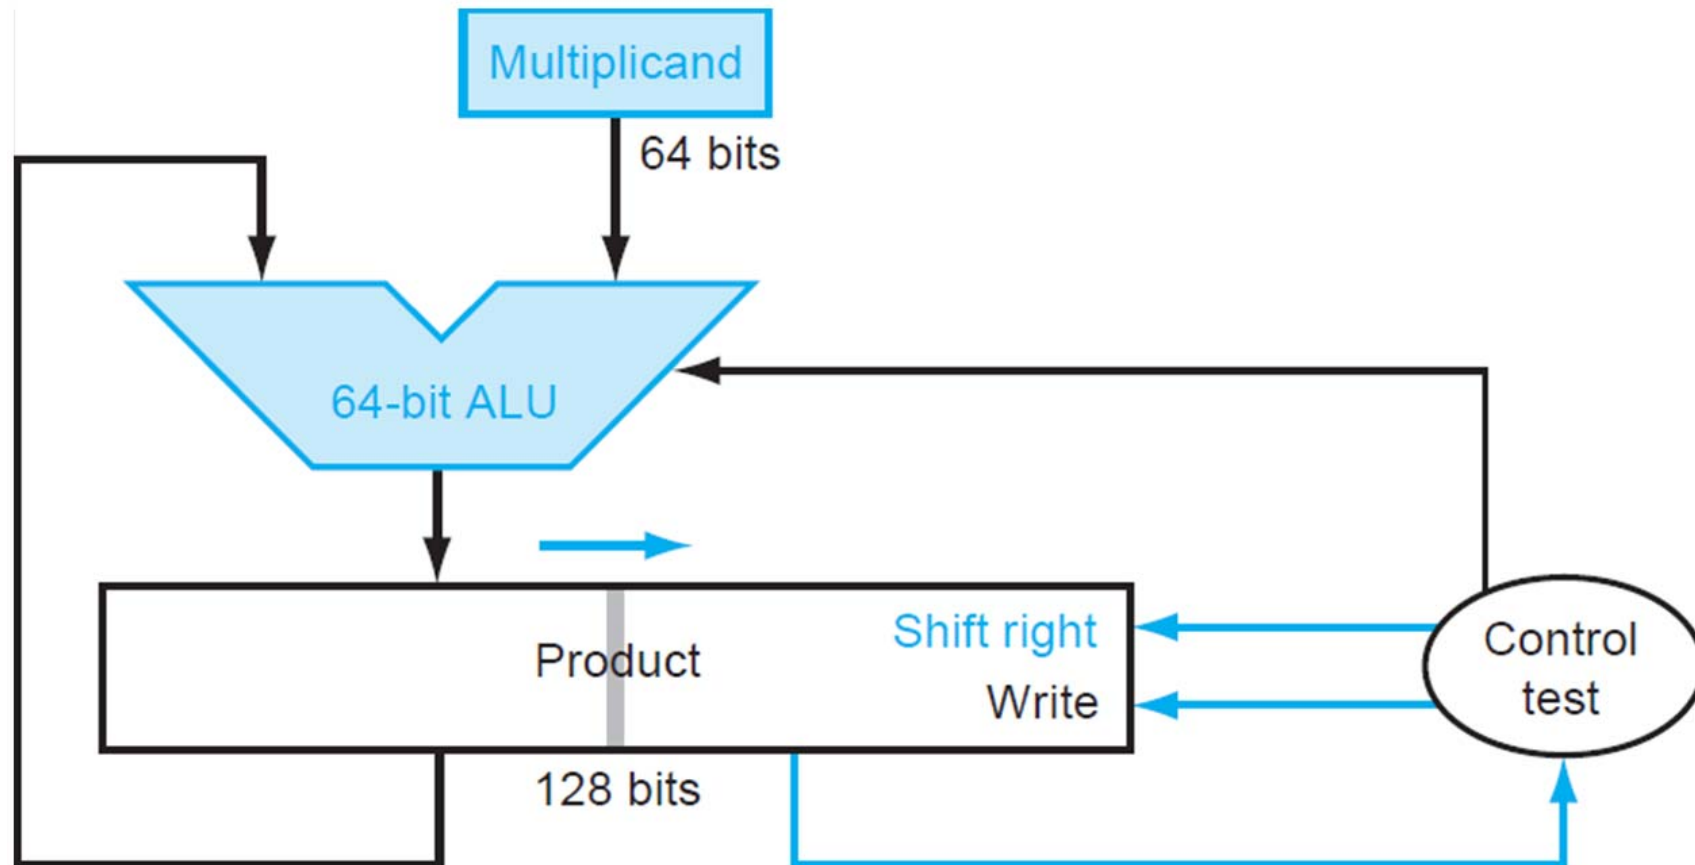 Multiplicand
64 bits
64-bit ALU
Shift right
Product
Write
Control
test
128 bits